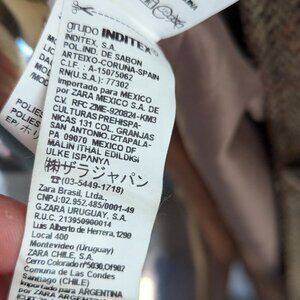 grupo INDITEX
INDITEX, S.A.
POL.IND. DE SABON
ARTEIXO-CORUNA-SPAIN
C.I.F.: A-15075062
RN(U.S.A): 77302
importado para MEXICO
por ZARA MEXICO S.A. DE
C.V. RFC ZME-920824-KM3
CULTURAS PREHISPA-
NICAS 131 COL. GRANJAS
SAN ANTONIO. IZTAPALA-
PA 09070 MEXICO DF
MALIN ITHAL EDILDIGI
ULKE ISPANYA
㈱ザラジャパン
☎(03-5449-1718)
Zara Brasil, Ltda.,
CNPJ:02.952.485/0001-49
G.ZARA URUGUAY, S.A.
R.U.C. 213950900014
Luis Alberto de Herrera,1290
Local 400
Montevideo (Uruguay)
ZARA CHILE, S.A.
Cerro Colorado nº5030,Of902
Comuna de Las Condes
Santiago (CHILE)
importado para ARGENTINA